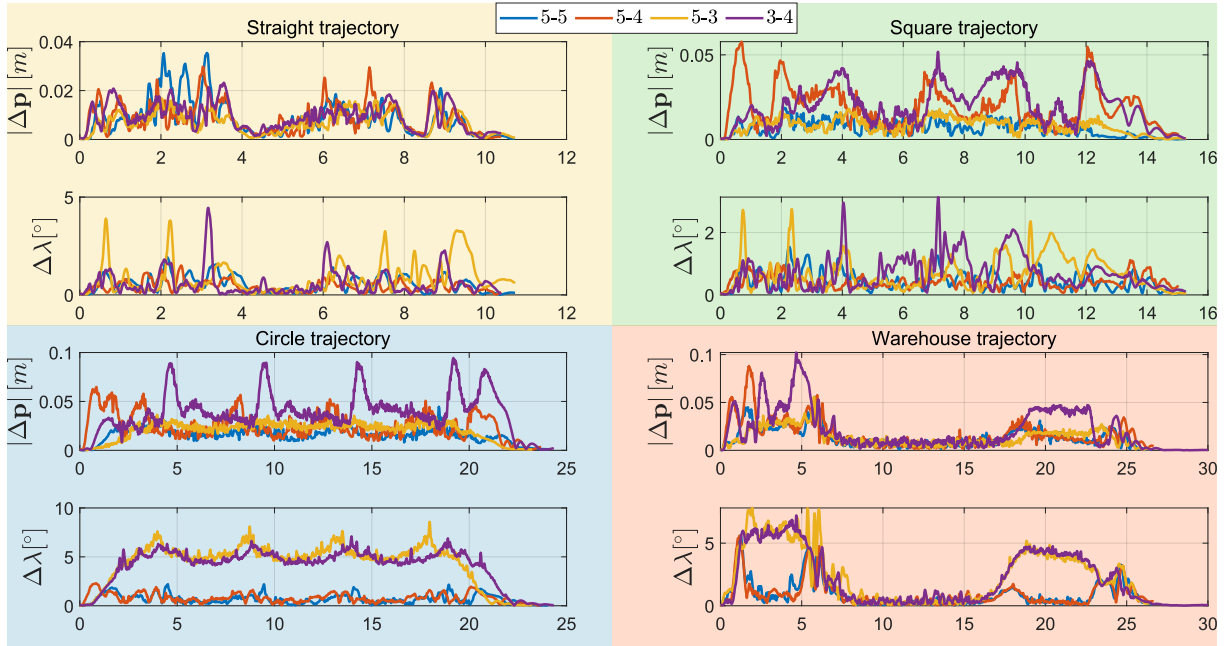 5-5 5-4 5-3 3-4
Straight trajectory
|Δp| [m]
0.04
0.02
0
0 2 4 6 8 10 12
Δλ[°]
5
0
0 2 4 6 8 10 12
Square trajectory
|Δp| [m]
0.05
0
0 2 4 6 8 10 12 14 16
Δλ[°]
2
0
0 2 4 6 8 10 12 14 16
Circle trajectory
|Δp| [m]
0.1
0.05
0
0 5 10 15 20 25
Δλ[°]
10
5
0
0 5 10 15 20 25
Warehouse trajectory
|Δp| [m]
0.1
0.05
0
0 5 10 15 20 25 30
Δλ[°]
5
0
0 5 10 15 20 25 30